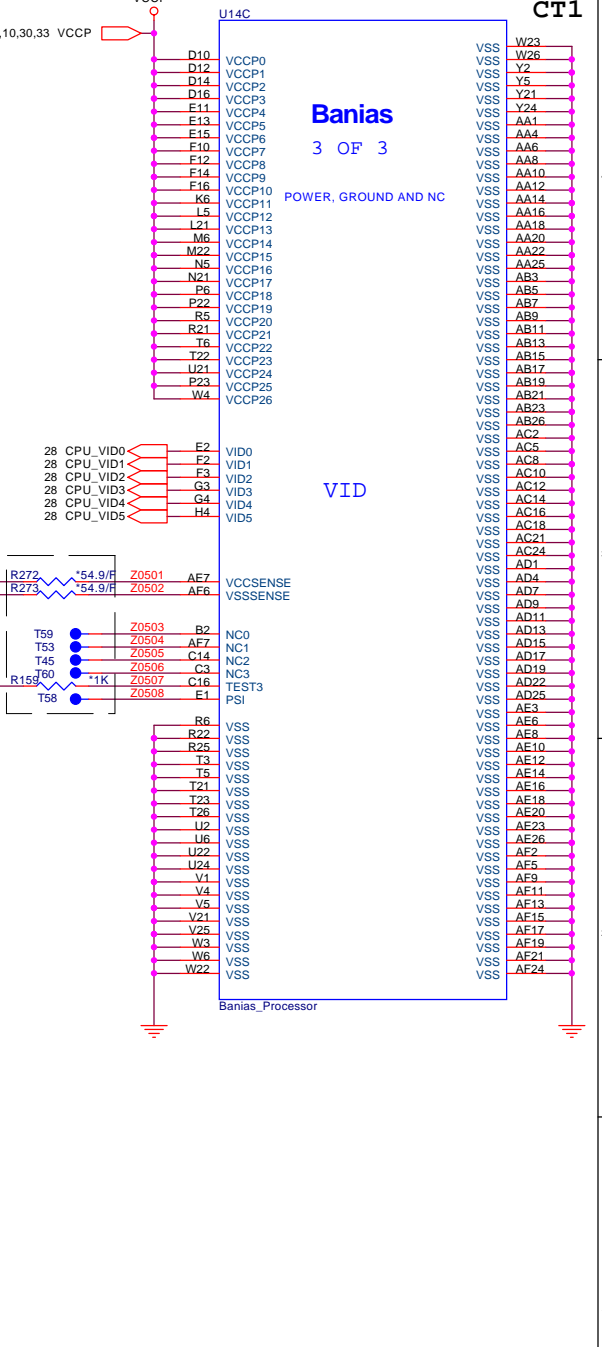 CT1
U14C
,10,30,33 VCCP
Banias
3 OF 3
POWER, GROUND AND NC
D10 VCCP0
D12 VCCP1
D14 VCCP2
D16 VCCP3
E11 VCCP4
E13 VCCP5
E15 VCCP6
F10 VCCP7
F12 VCCP8
F14 VCCP9
F16 VCCP10
K6 VCCP11
L5 VCCP12
L21 VCCP13
M6 VCCP14
M22 VCCP15
N5 VCCP16
N21 VCCP17
P6 VCCP18
P22 VCCP19
R5 VCCP20
R21 VCCP21
T6 VCCP22
T22 VCCP23
U21 VCCP24
P23 VCCP25
W4 VCCP26
28 CPU_VID0 E2 VID0
28 CPU_VID1 F2 VID1
28 CPU_VID2 F3 VID2
28 CPU_VID3 G3 VID3
28 CPU_VID4 G4 VID4
28 CPU_VID5 H4 VID5
VID
R272 *54.9/F Z0501 AE7 VCCSENSE
R273 *54.9/F Z0502 AF6 VSSSENSE
T59 Z0503 B2 NC0
T53 Z0504 AF7 NC1
T45 Z0505 C14 NC2
T60 Z0506 C3 NC3
R159 *1K Z0507 C16 TEST3
T58 Z0508 E1 PSI
R6 VSS
R22 VSS
R25 VSS
T3 VSS
T5 VSS
T21 VSS
T23 VSS
T26 VSS
U2 VSS
U6 VSS
U22 VSS
U24 VSS
V1 VSS
V4 VSS
V5 VSS
V21 VSS
V25 VSS
W3 VSS
W6 VSS
W22 VSS
VSS W23
VSS W26
VSS Y2
VSS Y5
VSS Y21
VSS Y24
VSS AA1
VSS AA4
VSS AA6
VSS AA8
VSS AA10
VSS AA12
VSS AA14
VSS AA16
VSS AA18
VSS AA20
VSS AA22
VSS AA25
VSS AB3
VSS AB5
VSS AB7
VSS AB9
VSS AB11
VSS AB13
VSS AB15
VSS AB17
VSS AB19
VSS AB21
VSS AB23
VSS AB26
VSS AC2
VSS AC5
VSS AC8
VSS AC10
VSS AC12
VSS AC14
VSS AC16
VSS AC18
VSS AC21
VSS AC24
VSS AD1
VSS AD4
VSS AD7
VSS AD9
VSS AD11
VSS AD13
VSS AD15
VSS AD17
VSS AD19
VSS AD22
VSS AD25
VSS AE3
VSS AE6
VSS AE8
VSS AE10
VSS AE12
VSS AE14
VSS AE16
VSS AE18
VSS AE20
VSS AE23
VSS AE26
VSS AF2
VSS AF5
VSS AF9
VSS AF11
VSS AF13
VSS AF15
VSS AF17
VSS AF19
VSS AF21
VSS AF24
Banias_Processor